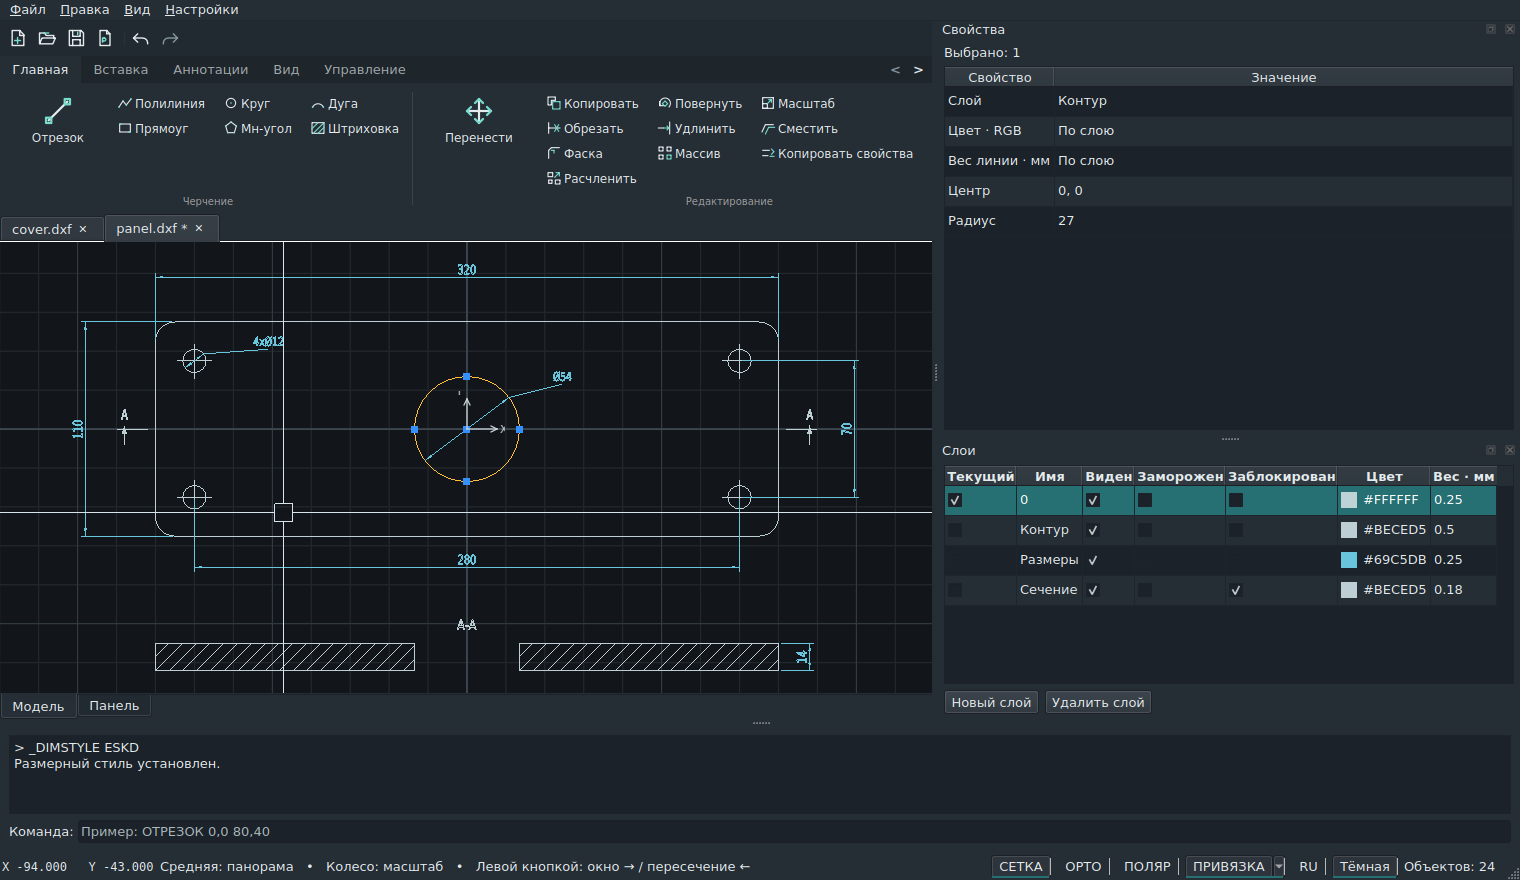 Файл Правка Вид Настройки
Главная Вставка Аннотации Вид Управление < >
Отрезок
Полилиния Круг Дуга
Прямоуг Мн-угол Штриховка
Черчение
Перенести
Копировать Повернуть Масштаб
Обрезать Удлинить Сместить
Фаска Массив Копировать свойства
Расчленить
Редактирование
cover.dxf × panel.dxf * ×
320
4xØ12
Ø54
A A
110
70
X
280
A-A
14
Модель Панель
Свойства
Выбрано: 1
Свойство Значение
Слой Контур
Цвет · RGB По слою
Вес линии · мм По слою
Центр 0, 0
Радиус 27
Слои
Текущий Имя Виден Заморожен Заблокирован Цвет Вес · мм
0 #FFFFFF 0.25
Контур #BECED5 0.5
Размеры #69C5DB 0.25
Сечение #BECED5 0.18
Новый слой Удалить слой
> _DIMSTYLE ESKD
Размерный стиль установлен.
Команда: Пример: ОТРЕЗОК 0,0 80,40
X -94.000 Y -43.000 Средняя: панорама • Колесо: масштаб • Левой кнопкой: окно → / пересечение ←
СЕТКА ОРТО ПОЛЯР ПРИВЯЗКА RU Тёмная Объектов: 24